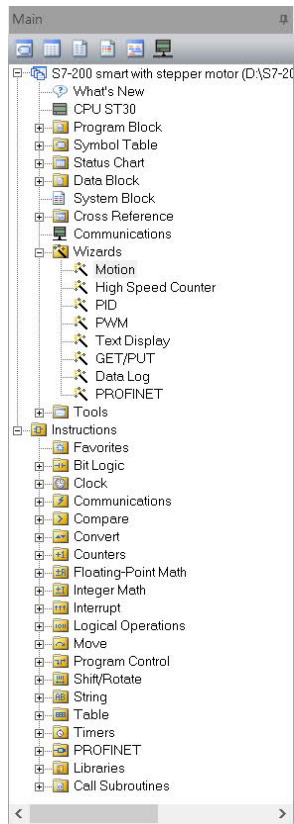 Main
S7-200 smart with stepper motor (D:\S7-20
What's New
CPU ST30
Program Block
Symbol Table
Status Chart
Data Block
System Block
Cross Reference
Communications
Wizards
Motion
High Speed Counter
PID
PWM
Text Display
GET/PUT
Data Log
PROFINET
Tools
Instructions
Favorites
Bit Logic
Clock
Communications
Compare
Convert
Counters
Floating-Point Math
Integer Math
Interrupt
Logical Operations
Move
Program Control
Shift/Rotate
String
Table
Timers
PROFINET
Libraries
Call Subroutines